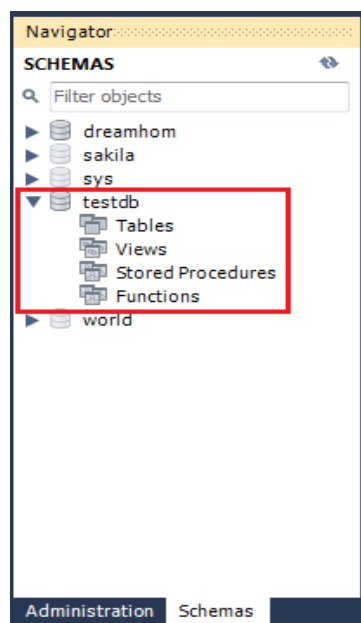 Navigator
SCHEMAS
Filter objects
dreamhom
sakila
sys
testdb
Tables
Views
Stored Procedures
Functions
world
Administration Schemas